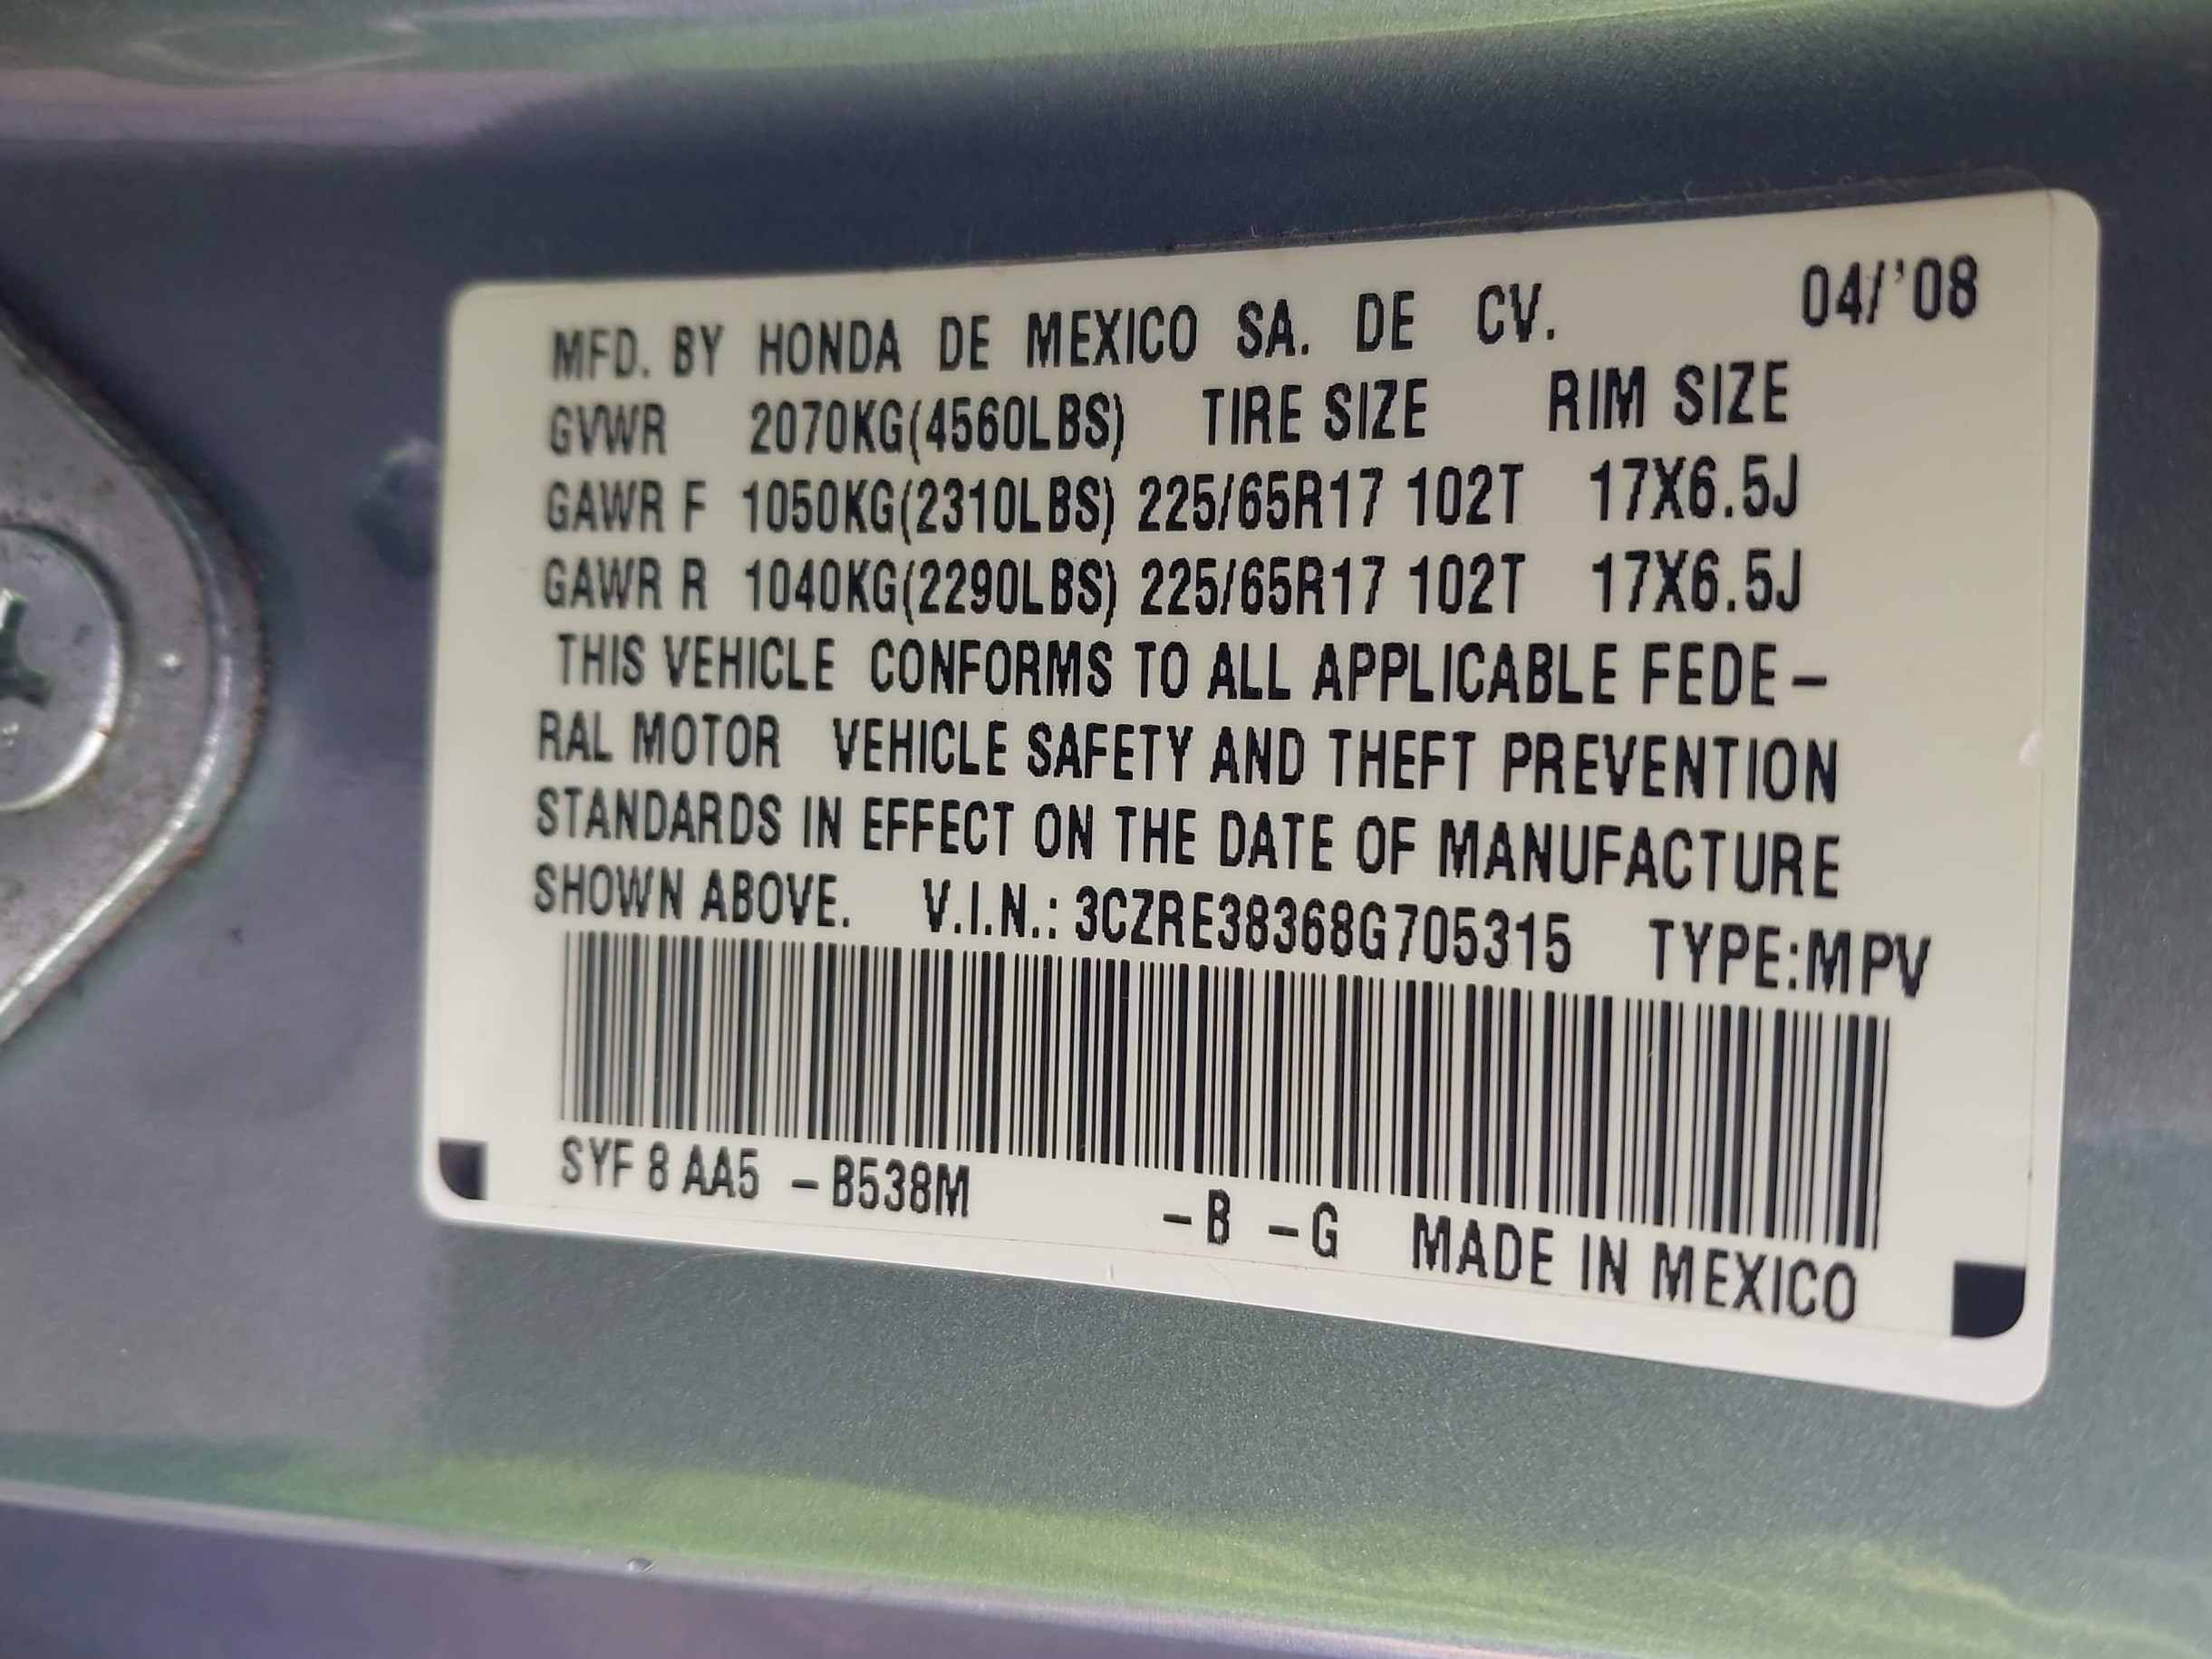 MFD. BY HONDA DE MEXICO SA. DE CV. 04/'08
GVWR 2070KG(4560LBS) TIRE SIZE RIM SIZE
GAWR F 1050KG(2310LBS) 225/65R17 102T 17X6.5J
GAWR R 1040KG(2290LBS) 225/65R17 102T 17X6.5J
THIS VEHICLE CONFORMS TO ALL APPLICABLE FEDE-
RAL MOTOR VEHICLE SAFETY AND THEFT PREVENTION
STANDARDS IN EFFECT ON THE DATE OF MANUFACTURE
SHOWN ABOVE. V.I.N.: 3CZRE38368G705315 TYPE:MPV
SYF 8 AA5 -B538M -B -G MADE IN MEXICO